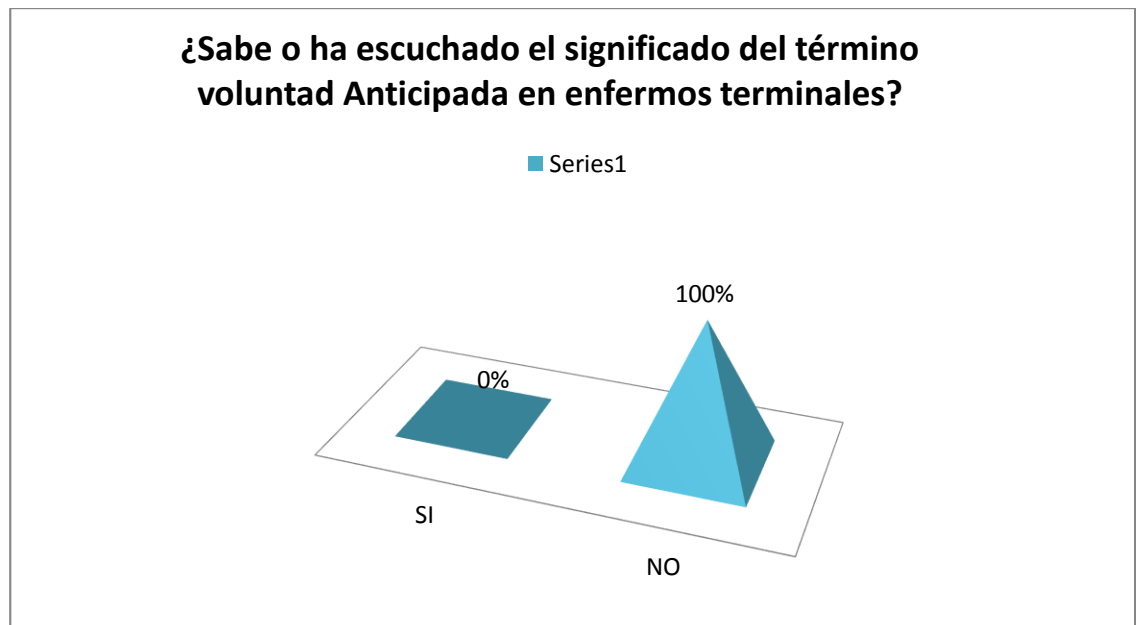 ¿Sabe o ha escuchado el significado del término
voluntad Anticipada en enfermos terminales?
Series1
100%
0%
SI
NO